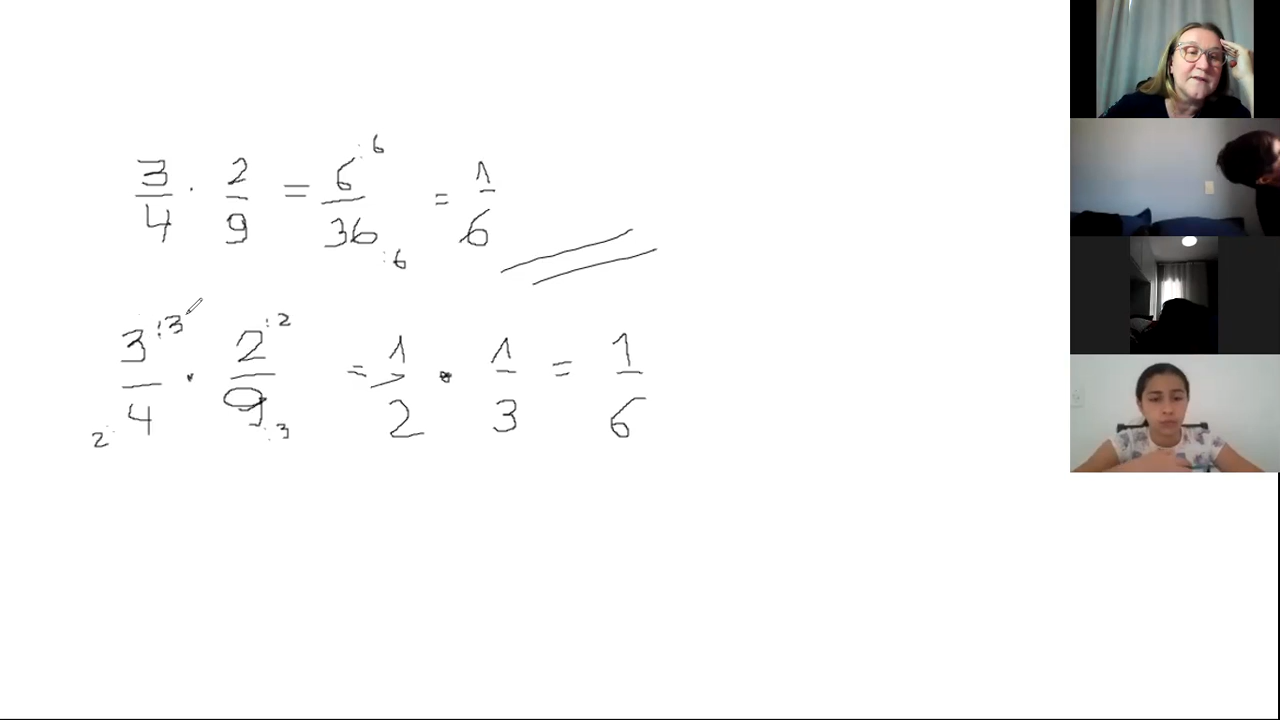 3/4 · 2/9 = 6:6/36:6 = 1/6
3:3/4:2 · 2:2/9:3 = 1/2 · 1/3 = 1/6